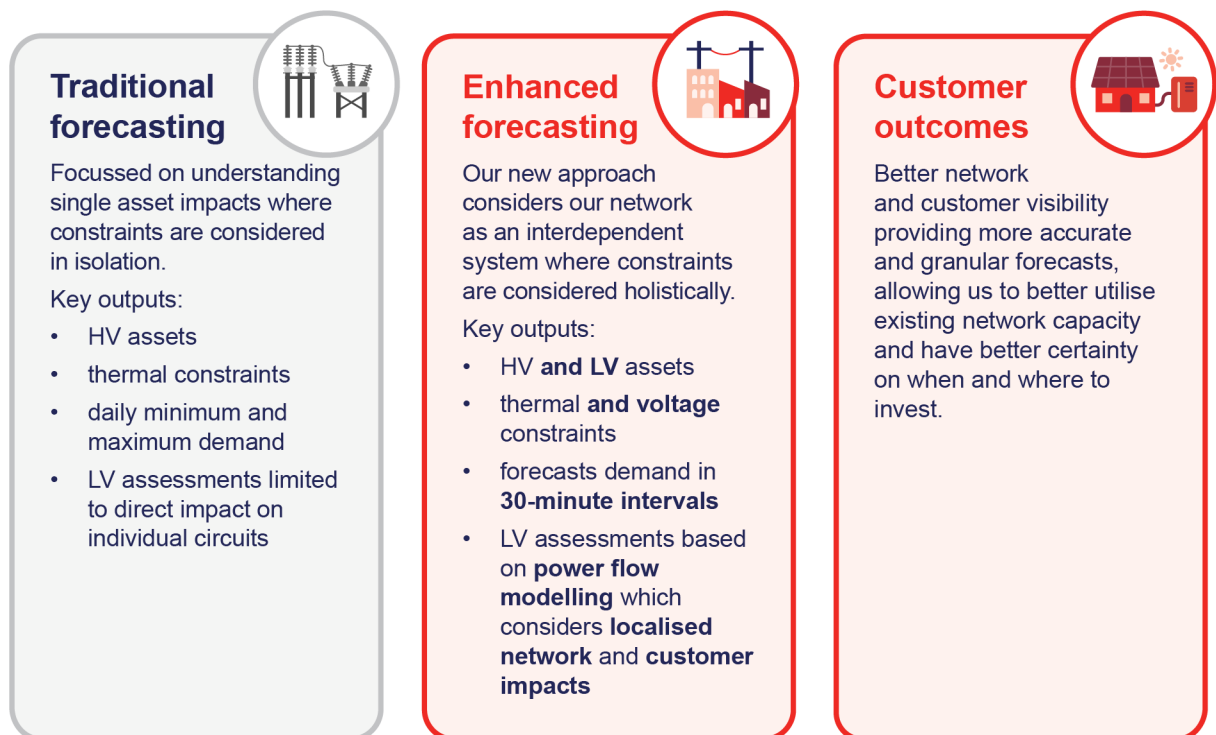 Traditional
forecasting
Focussed on understanding
single asset impacts where
constraints are considered
in isolation.
Key outputs:
• HV assets
• thermal constraints
• daily minimum and
maximum demand
• LV assessments limited
to direct impact on
individual circuits
Enhanced
forecasting
Our new approach
considers our network
as an interdependent
system where constraints
are considered holistically.
Key outputs:
• HV and LV assets
• thermal and voltage
constraints
• forecasts demand in
30-minute intervals
• LV assessments based
on power flow
modelling which
considers localised
network and customer
impacts
Customer
outcomes
Better network
and customer visibility
providing more accurate
and granular forecasts,
allowing us to better utilise
existing network capacity
and have better certainty
on when and where to
invest.